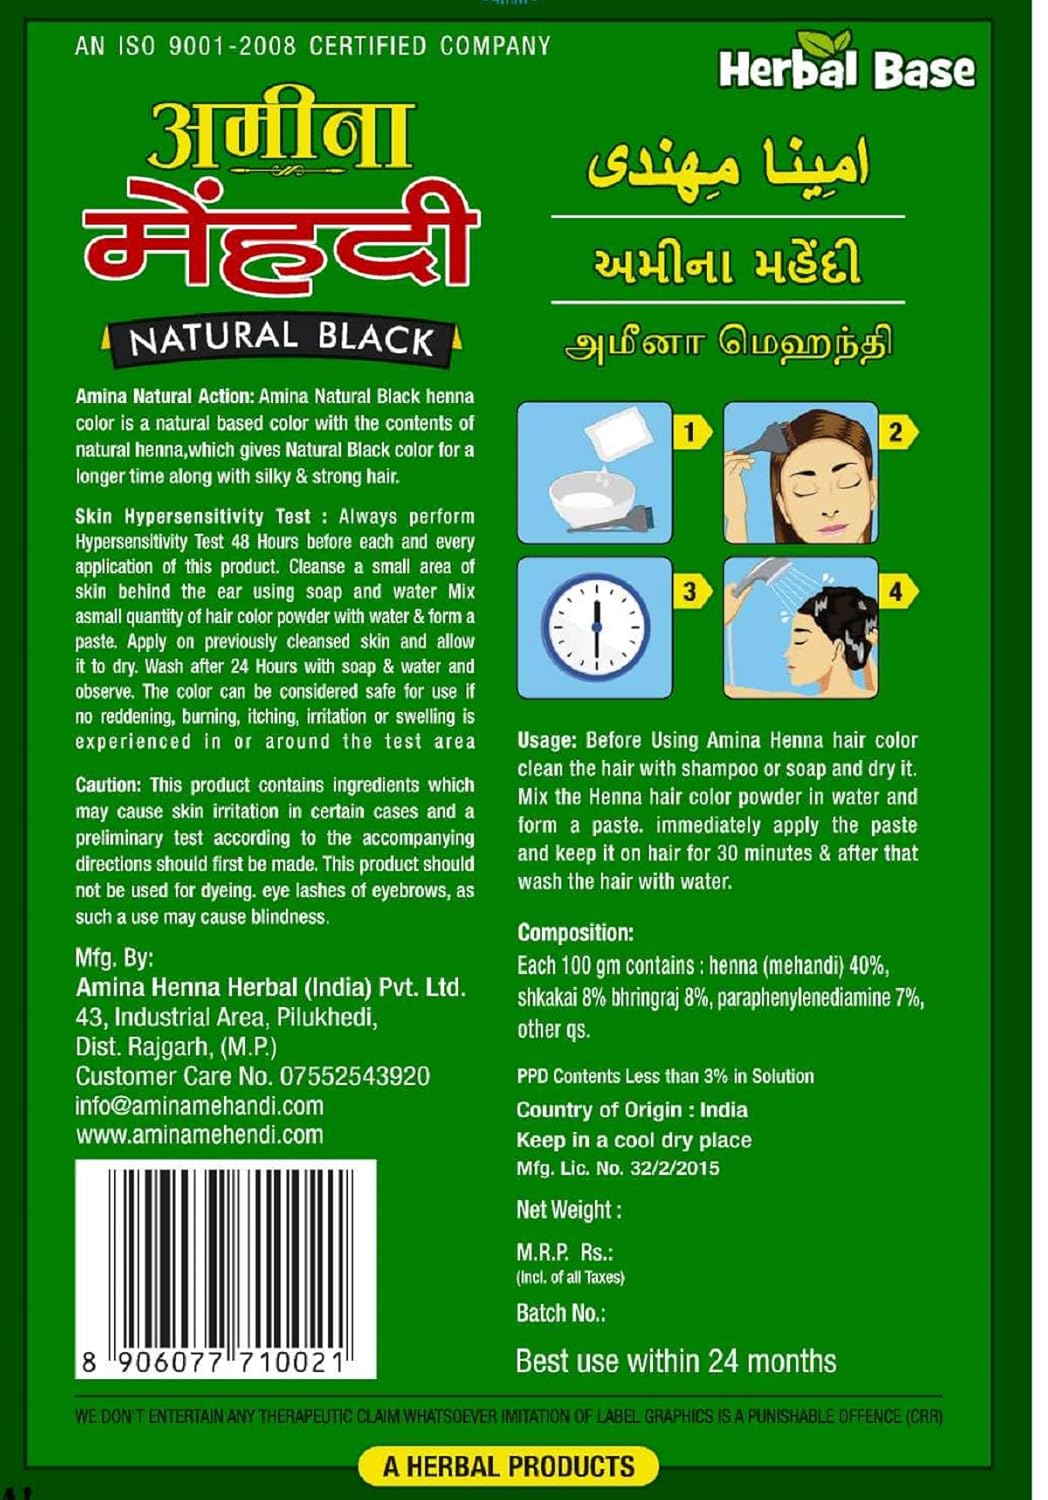 AN ISO 9001-2008 CERTIFIED COMPANY
Herbal Base
अमीना
मेंहदी
NATURAL BLACK
امِینا مِہندی
અમીના મહેંદી
அமீனா மெஹந்தி
Amina Natural Action: Amina Natural Black henna
color is a natural based color with the contents of
natural henna,which gives Natural Black color for a
longer time along with silky & strong hair.
Skin Hypersensitivity Test : Always perform
Hypersensitivity Test 48 Hours before each and every
application of this product. Cleanse a small area of
skin behind the ear using soap and water Mix
asmall quantity of hair color powder with water & form a
paste. Apply on previously cleansed skin and allow
it to dry. Wash after 24 Hours with soap & water and
observe. The color can be considered safe for use if
no reddening, burning, itching, irritation or swelling is
experienced in or around the test area
Caution: This product contains ingredients which
may cause skin irritation in certain cases and a
preliminary test according to the accompanying
directions should first be made. This product should
not be used for dyeing. eye lashes of eyebrows, as
such a use may cause blindness.
Mfg. By:
Amina Henna Herbal (India) Pvt. Ltd.
43, Industrial Area, Pilukhedi,
Dist. Rajgarh, (M.P.)
Customer Care No. 07552543920
info@aminamehandi.com
www.aminamehendi.com
8 906077 710021
1
2
3
4
Usage: Before Using Amina Henna hair color
clean the hair with shampoo or soap and dry it.
Mix the Henna hair color powder in water and
form a paste. immediately apply the paste
and keep it on hair for 30 minutes & after that
wash the hair with water.
Composition:
Each 100 gm contains : henna (mehandi) 40%,
shkakai 8% bhringraj 8%, paraphenylenediamine 7%,
other qs.
PPD Contents Less than 3% in Solution
Country of Origin : India
Keep in a cool dry place
Mfg. Lic. No. 32/2/2015
Net Weight :
M.R.P. Rs.:
(Incl. of all Taxes)
Batch No.:
Best use within 24 months
WE DON'T ENTERTAIN ANY THERAPEUTIC CLAIM WHATSOEVER IMITATION OF LABEL GRAPHICS IS A PUNISHABLE OFFENCE (CRR)
A HERBAL PRODUCTS